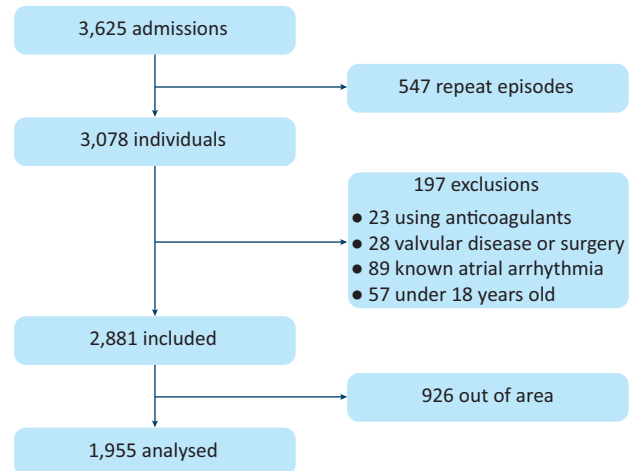 3,625 admissions
547 repeat episodes
3,078 individuals
197 exclusions
● 23 using anticoagulants
● 28 valvular disease or surgery
● 89 known atrial arrhythmia
● 57 under 18 years old
2,881 included
926 out of area
1,955 analysed